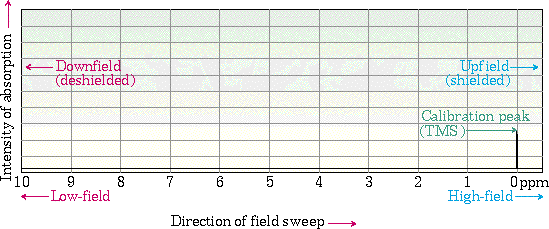 Intensity of absorption
Downfield
(deshielded)
Upfield
(shielded)
Calibration peak
(TMS)
10 9 8 7 6 5 4 3 2 1 0 ppm
Low-field
High-field
Direction of field sweep